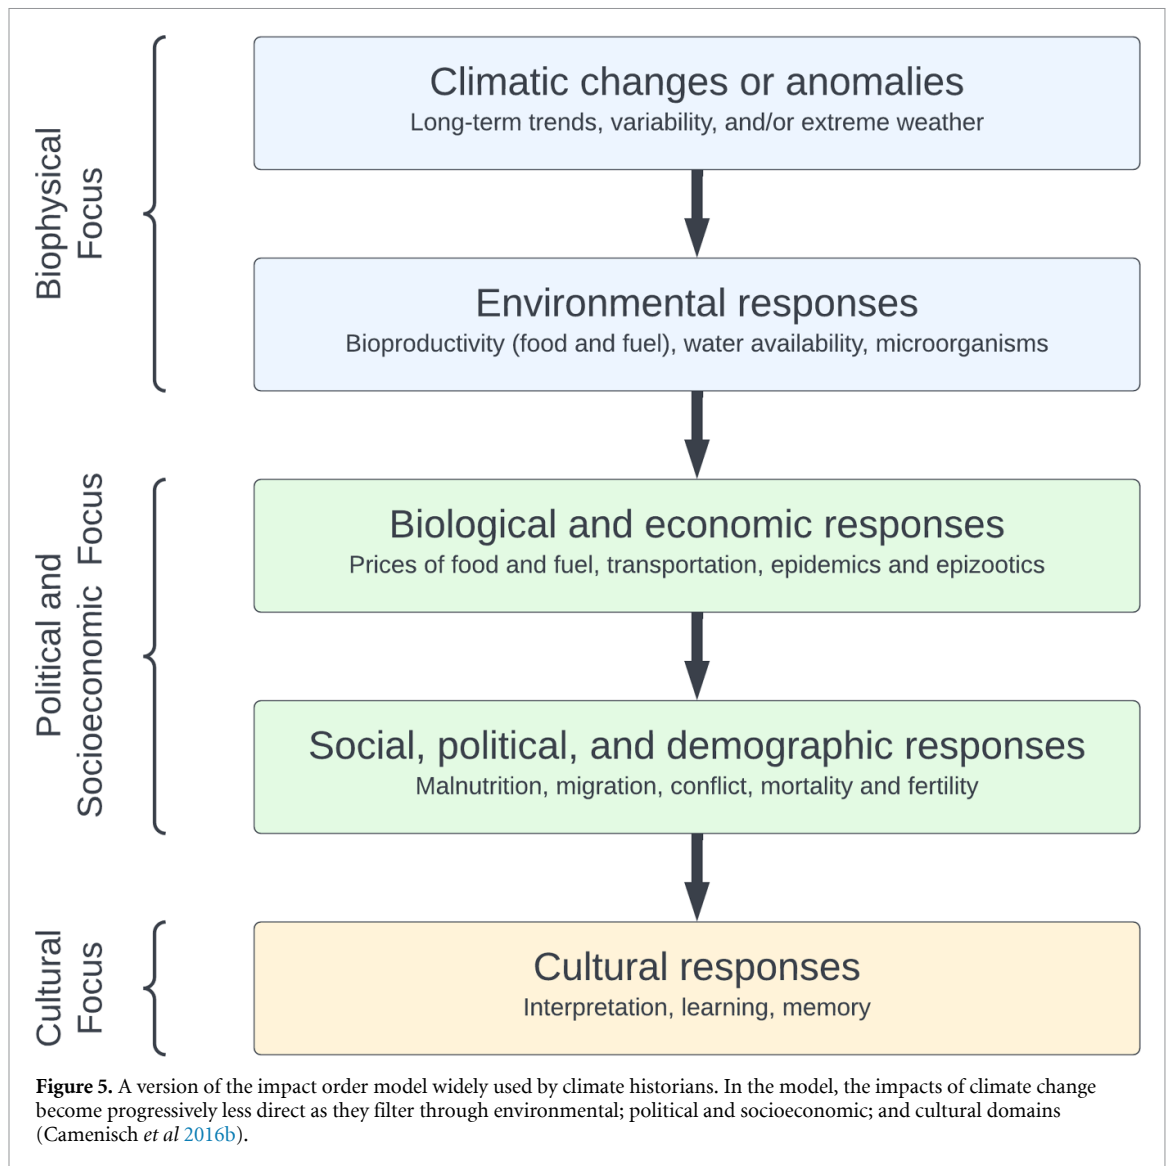 Biophysical
Focus
Climatic changes or anomalies
Long-term trends, variability, and/or extreme weather
Environmental responses
Bioproductivity (food and fuel), water availability, microorganisms
Political and
Socioeconomic Focus
Biological and economic responses
Prices of food and fuel, transportation, epidemics and epizootics
Social, political, and demographic responses
Malnutrition, migration, conflict, mortality and fertility
Cultural
Focus
Cultural responses
Interpretation, learning, memory
Figure 5. A version of the impact order model widely used by climate historians. In the model, the impacts of climate change
become progressively less direct as they filter through environmental; political and socioeconomic; and cultural domains
(Camenisch et al 2016b).